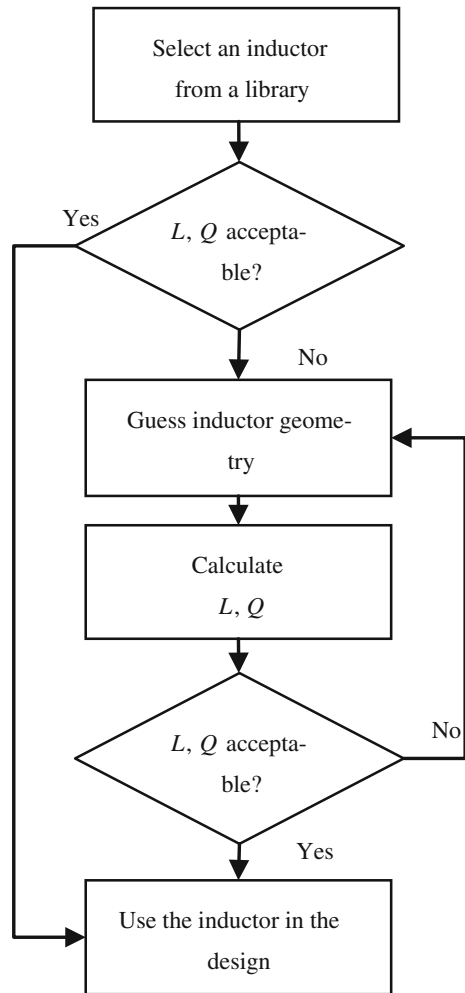 Select an inductor
from a library
Yes
L, Q accepta-
ble?
No
Guess inductor geome-
try
Calculate
L, Q
L, Q accepta-
ble?
No
Yes
Use the inductor in the
design